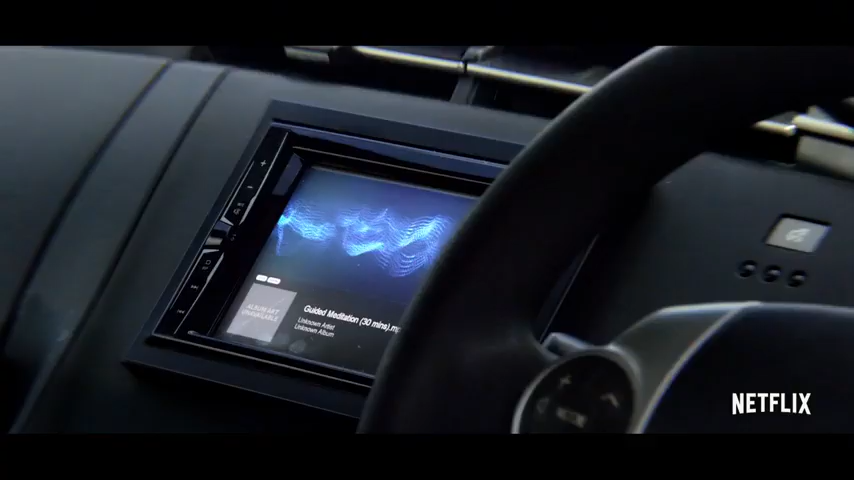 ALBUM ART
UNAVAILABLE
Guided Meditation (30 mins).mp
Unknown Artist
Unknown Album
NETFLIX